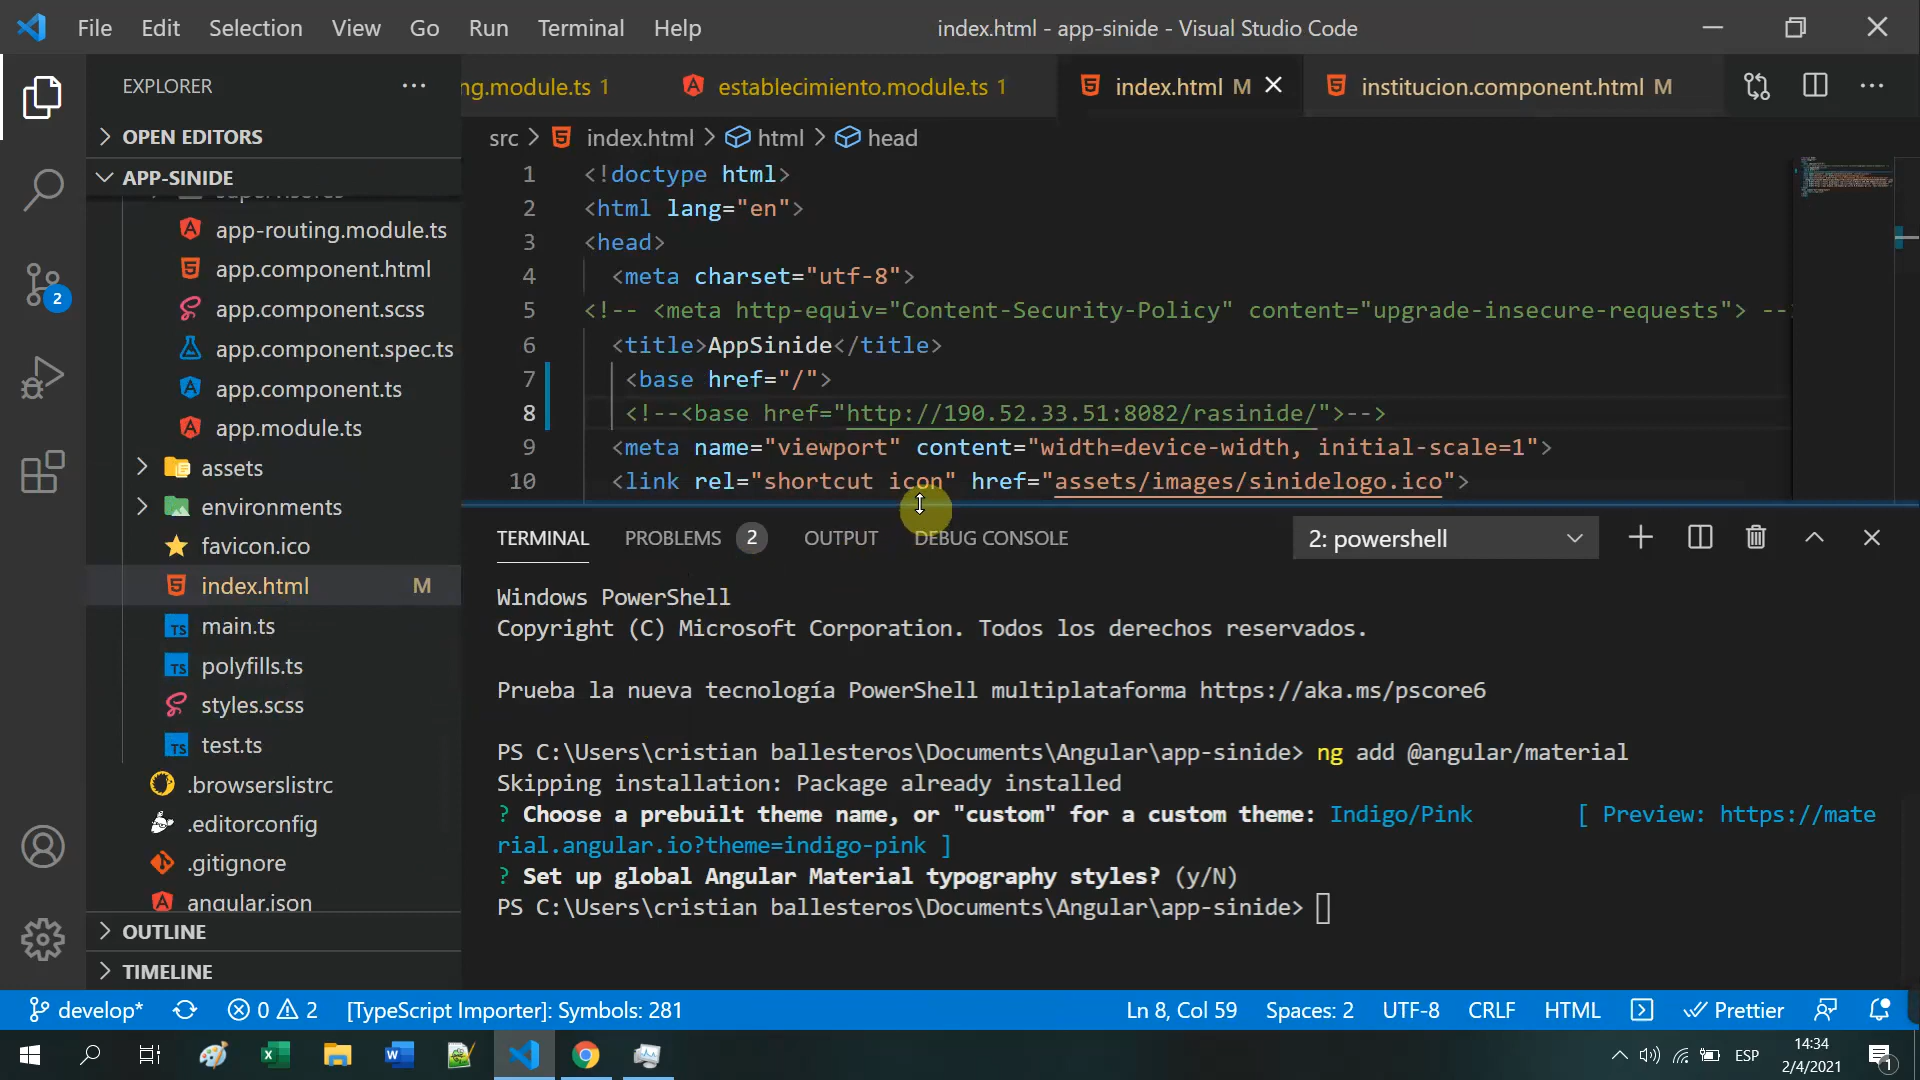 File Edit Selection View Go Run Terminal Help
index.html - app-sinide - Visual Studio Code
EXPLORER
ng.module.ts 1
establecimiento.module.ts 1
index.html M
institucion.component.html M
OPEN EDITORS
src > index.html > html > head
APP-SINIDE
app-routing.module.ts
app.component.html
app.component.scss
app.component.spec.ts
app.component.ts
app.module.ts
assets
environments
favicon.ico
index.html M
main.ts
polyfills.ts
styles.scss
test.ts
.browserslistrc
.editorconfig
.gitignore
angular.json
OUTLINE
TIMELINE
2
1 <!doctype html>
2 <html lang="en">
3 <head>
4 <meta charset="utf-8">
5 <!-- <meta http-equiv="Content-Security-Policy" content="upgrade-insecure-requests"> --
6 <title>AppSinide</title>
7 <base href="/">
8 <!--<base href="http://190.52.33.51:8082/rasinide/">-->
9 <meta name="viewport" content="width=device-width, initial-scale=1">
10 <link rel="shortcut icon" href="assets/images/sinidelogo.ico">
TERMINAL PROBLEMS 2 OUTPUT DEBUG CONSOLE
2: powershell
Windows PowerShell
Copyright (C) Microsoft Corporation. Todos los derechos reservados.
Prueba la nueva tecnología PowerShell multiplataforma https://aka.ms/pscore6
PS C:\Users\cristian ballesteros\Documents\Angular\app-sinide> ng add @angular/material
Skipping installation: Package already installed
? Choose a prebuilt theme name, or "custom" for a custom theme: Indigo/Pink [ Preview: https://mate
rial.angular.io?theme=indigo-pink ]
? Set up global Angular Material typography styles? (y/N)
PS C:\Users\cristian ballesteros\Documents\Angular\app-sinide>
develop* 0 2 [TypeScript Importer]: Symbols: 281
Ln 8, Col 59 Spaces: 2 UTF-8 CRLF HTML Prettier
ESP
14:34
2/4/2021
1